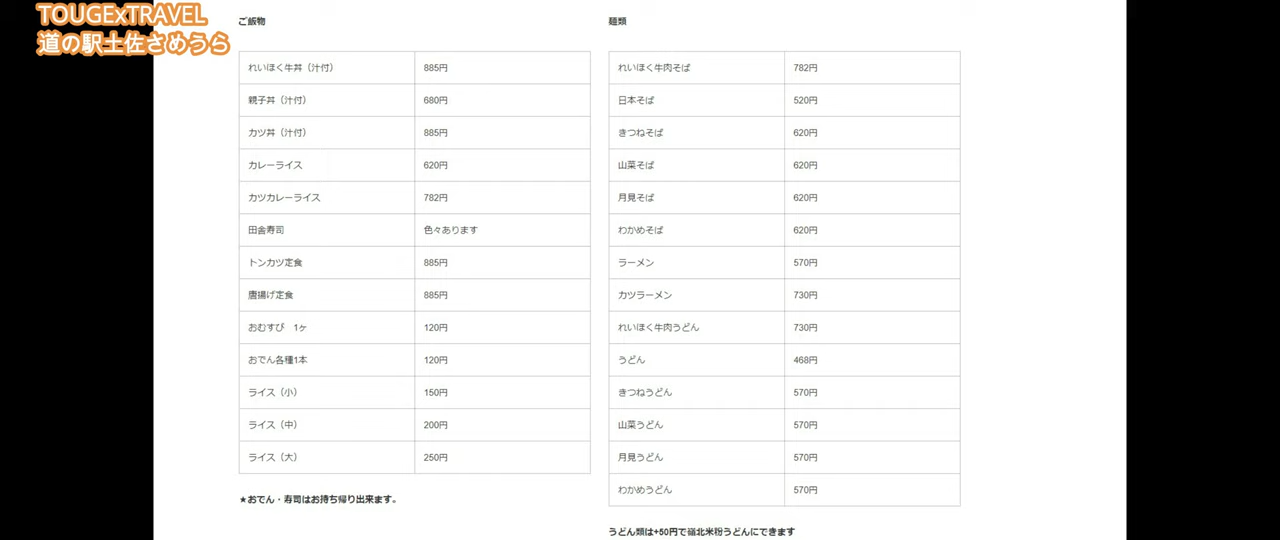 TOUGExTRAVEL
道の駅土佐さめうら
ご飯物
れいほく牛丼（汁付） 885円
親子丼（汁付） 680円
カツ丼（汁付） 885円
カレーライス 620円
カツカレーライス 782円
田舎寿司 色々あります
トンカツ定食 885円
唐揚げ定食 885円
おむすび　1ヶ 120円
おでん各種1本 120円
ライス（小） 150円
ライス（中） 200円
ライス（大） 250円
★おでん・寿司はお持ち帰り出来ます。
麺類
れいほく牛肉そば 782円
日本そば 520円
きつねそば 620円
山菜そば 620円
月見そば 620円
わかめそば 620円
ラーメン 570円
カツラーメン 730円
れいほく牛肉うどん 730円
うどん 468円
きつねうどん 570円
山菜うどん 570円
月見うどん 570円
わかめうどん 570円
うどん類は+50円で嶺北米粉うどんにできます